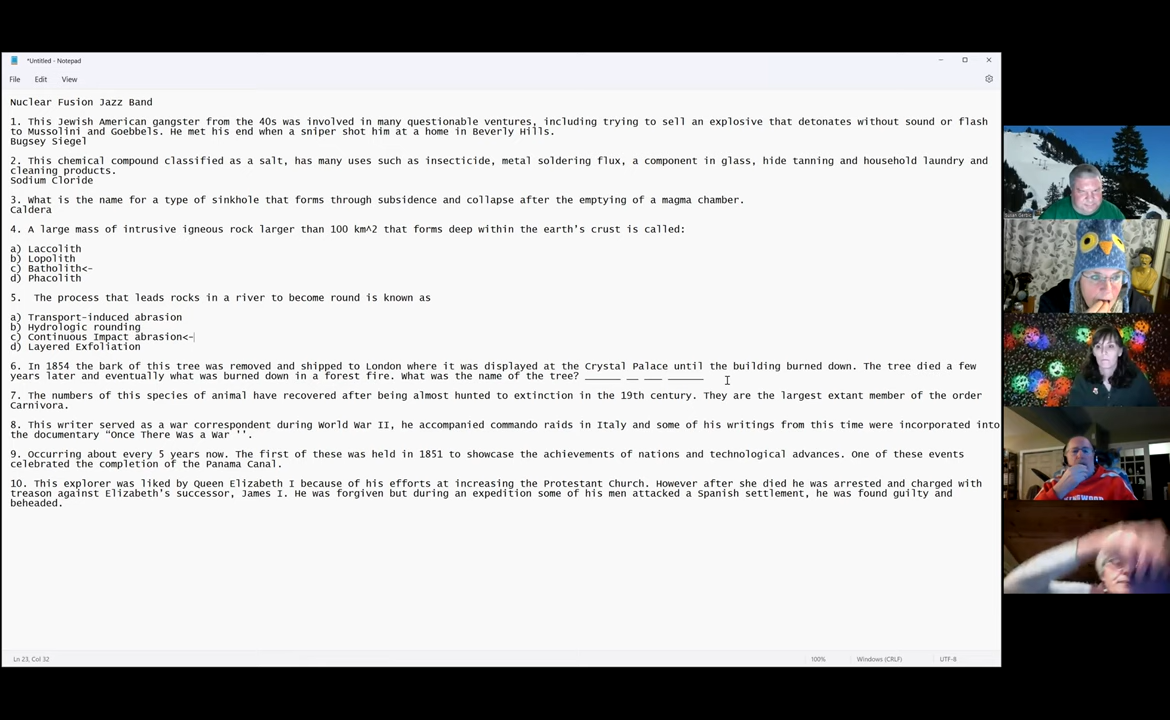 *Untitled - Notepad
File Edit View
Nuclear Fusion Jazz Band
1. This Jewish American gangster from the 40s was involved in many questionable ventures, including trying to sell an explosive that detonates without sound or flash
to Mussolini and Goebbels. He met his end when a sniper shot him at a home in Beverly Hills.
Bugsey Siegel
2. This chemical compound classified as a salt, has many uses such as insecticide, metal soldering flux, a component in glass, hide tanning and household laundry and
cleaning products.
Sodium Cloride
3. What is the name for a type of sinkhole that forms through subsidence and collapse after the emptying of a magma chamber.
Caldera
4. A large mass of intrusive igneous rock larger than 100 km^2 that forms deep within the earth's crust is called:
a) Laccolith
b) Lopolith
c) Batholith<-
d) Phacolith
5.  The process that leads rocks in a river to become round is known as
a) Transport-induced abrasion
b) Hydrologic rounding
c) Continuous Impact abrasion<-
d) Layered Exfoliation
6. In 1854 the bark of this tree was removed and shipped to London where it was displayed at the Crystal Palace until the building burned down. The tree died a few
years later and eventually what was burned down in a forest fire. What was the name of the tree? ______ __ ___ ______
7. The numbers of this species of animal have recovered after being almost hunted to extinction in the 19th century. They are the largest extant member of the order
Carnivora.
8. This writer served as a war correspondent during World War II, he accompanied commando raids in Italy and some of his writings from this time were incorporated into
the documentary “Once There Was a War ''.
9. Occurring about every 5 years now. The first of these was held in 1851 to showcase the achievements of nations and technological advances. One of these events
celebrated the completion of the Panama Canal.
10. This explorer was liked by Queen Elizabeth I because of his efforts at increasing the Protestant Church. However after she died he was arrested and charged with
treason against Elizabeth's successor, James I. He was forgiven but during an expedition some of his men attacked a Spanish settlement, he was found guilty and
beheaded.
Ln 23, Col 32
100%
Windows (CRLF)
UTF-8
Susan Gerbic